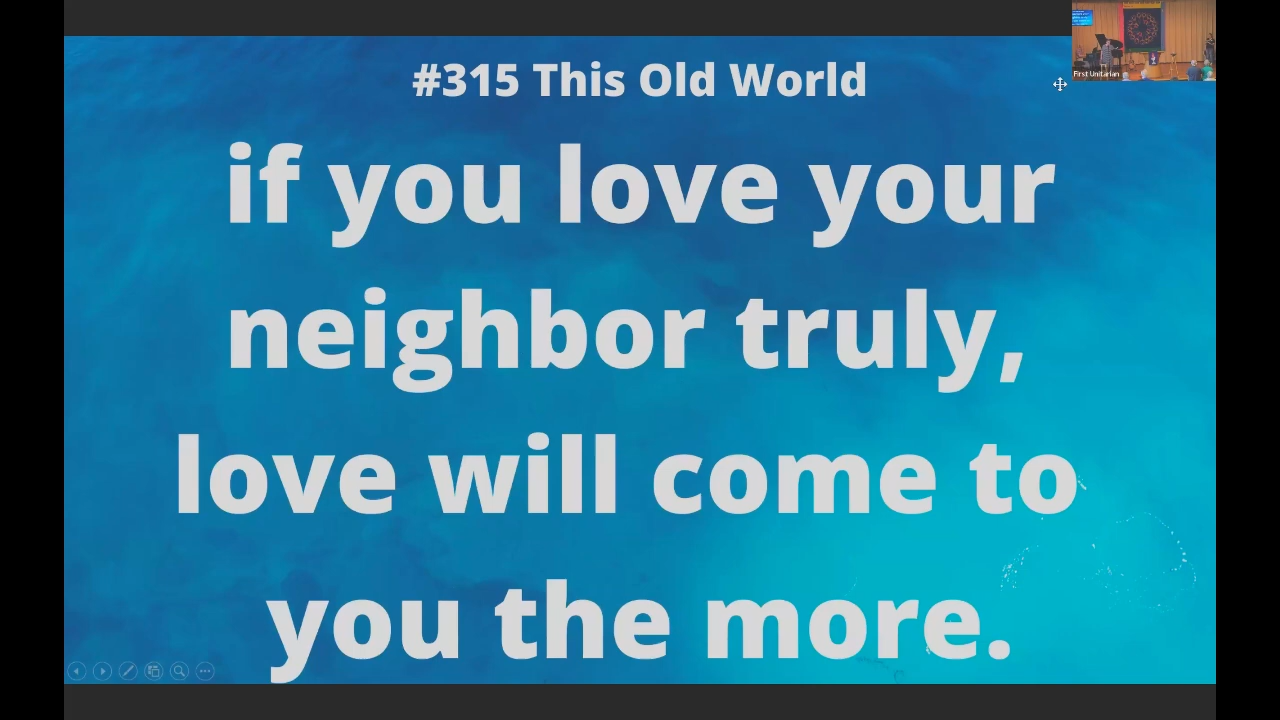 #315 This Old World
if you love your
neighbor truly,
love will come to
you the more.
First Unitarian